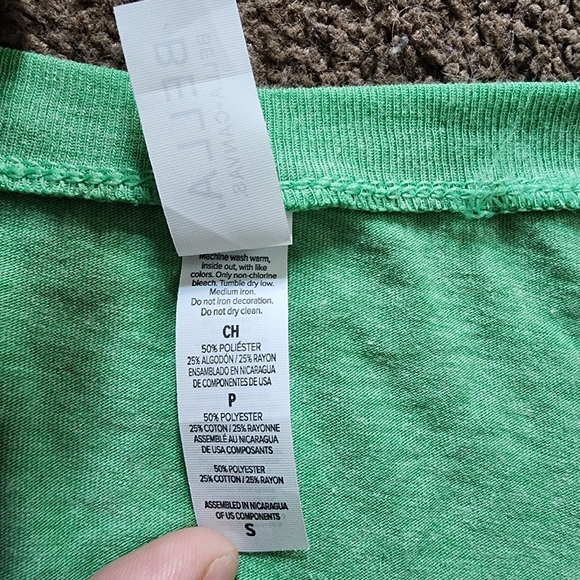 BELLA
BELLA+CANVAS
Machine wash warm,
inside out, with like
colors. Only non-chlorine
bleach. Tumble dry low.
Medium iron.
Do not iron decoration.
Do not dry clean.
CH
50% POLIÉSTER
25% ALGODÓN / 25% RAYON
ENSAMBLADO EN NICARAGUA
DE COMPONENTES DE USA
P
50% POLYESTER
25% COTON / 25% RAYONNE
ASSEMBLÉ AU NICARAGUA
DE USA COMPOSANTS
50% POLYESTER
25% COTTON / 25% RAYON
ASSEMBLED IN NICARAGUA
OF US COMPONENTS
S